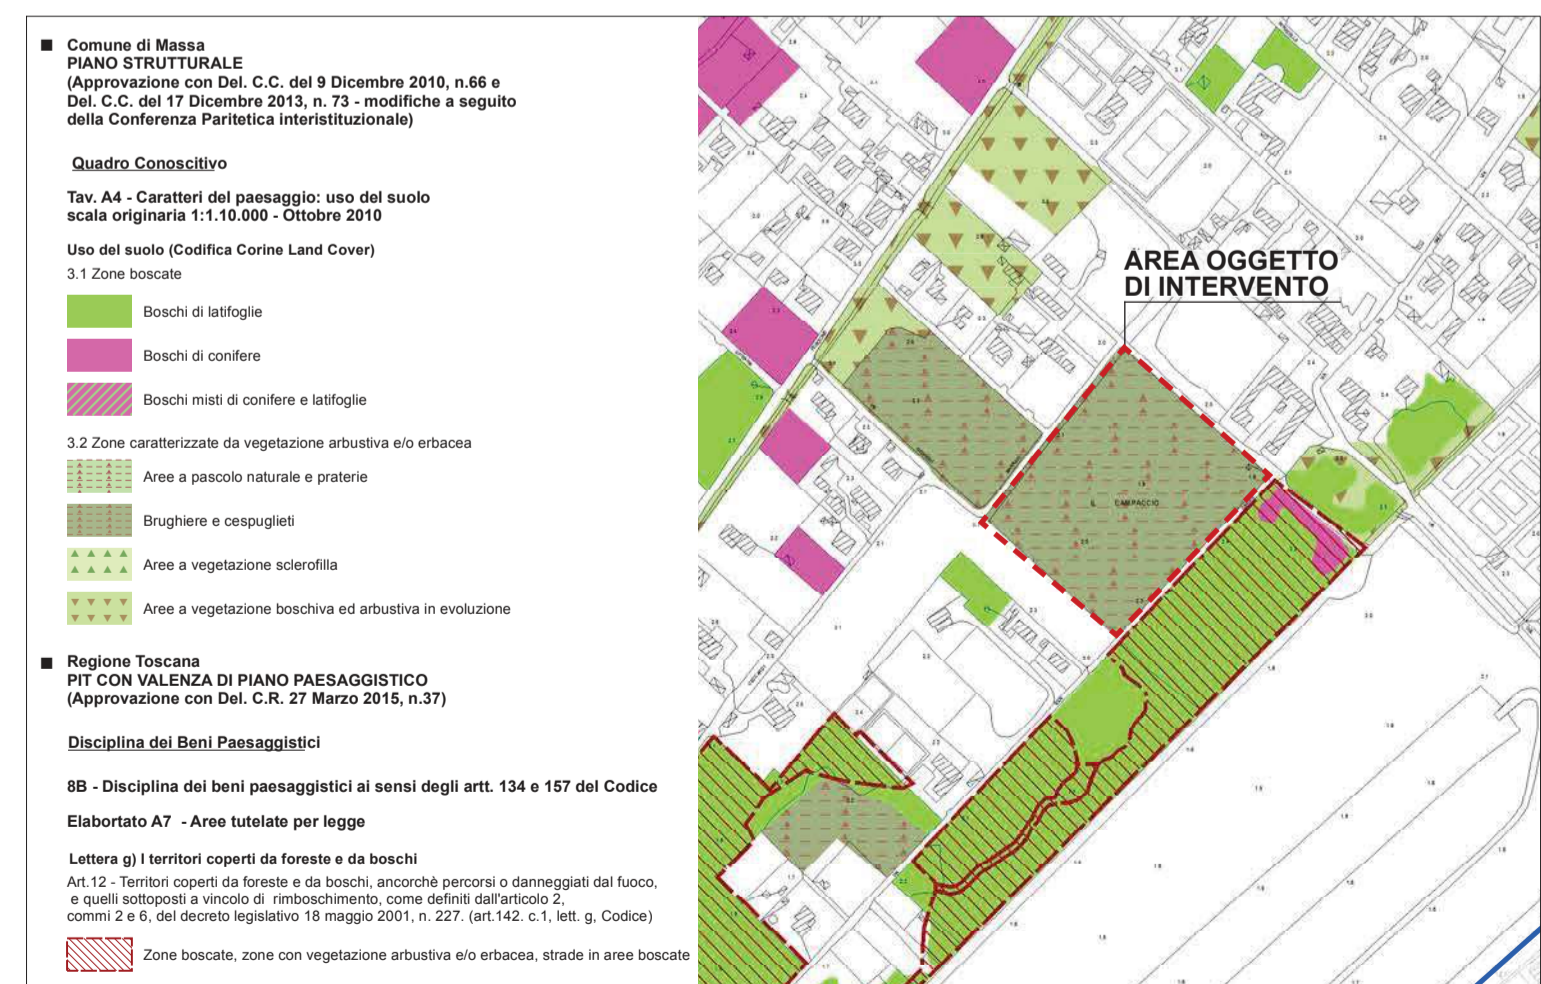 Comune di Massa
PIANO STRUTTURALE
(Approvazione con Del. C.C. del 9 Dicembre 2010, n.66 e
Del. C.C. del 17 Dicembre 2013, n. 73 - modifiche a seguito
della Conferenza Paritetica interistituzionale)
Quadro Conoscitivo
Tav. A4 - Caratteri del paesaggio: uso del suolo
scala originaria 1:1.10.000 - Ottobre 2010
Uso del suolo (Codifica Corine Land Cover)
3.1 Zone boscate
Boschi di latifoglie
Boschi di conifere
Boschi misti di conifere e latifoglie
3.2 Zone caratterizzate da vegetazione arbustiva e/o erbacea
Aree a pascolo naturale e praterie
Brughiere e cespuglieti
Aree a vegetazione sclerofilla
Aree a vegetazione boschiva ed arbustiva in evoluzione
Regione Toscana
PIT CON VALENZA DI PIANO PAESAGGISTICO
(Approvazione con Del. C.R. 27 Marzo 2015, n.37)
Disciplina dei Beni Paesaggistici
8B - Disciplina dei beni paesaggistici ai sensi degli artt. 134 e 157 del Codice
Elabortato A7 - Aree tutelate per legge
Lettera g) I territori coperti da foreste e da boschi
Art.12 - Territori coperti da foreste e da boschi, ancorchè percorsi o danneggiati dal fuoco,
e quelli sottoposti a vincolo di rimboschimento, come definiti dall'articolo 2,
commi 2 e 6, del decreto legislativo 18 maggio 2001, n. 227. (art.142. c.1, lett. g, Codice)
Zone boscate, zone con vegetazione arbustiva e/o erbacea, strade in aree boscate
AREA OGGETTO
DI INTERVENTO
IL CAMPACCIO